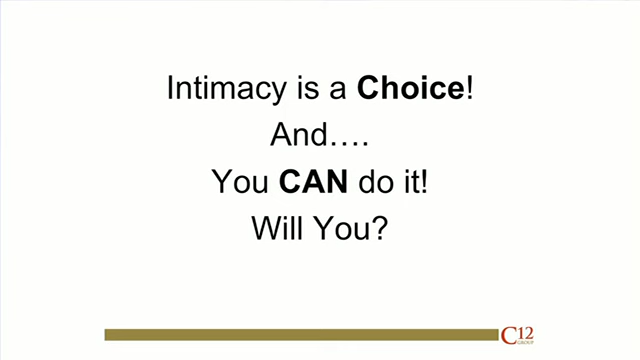 Intimacy is a Choice!
And….
You CAN do it!
Will You?
C12
GROUP